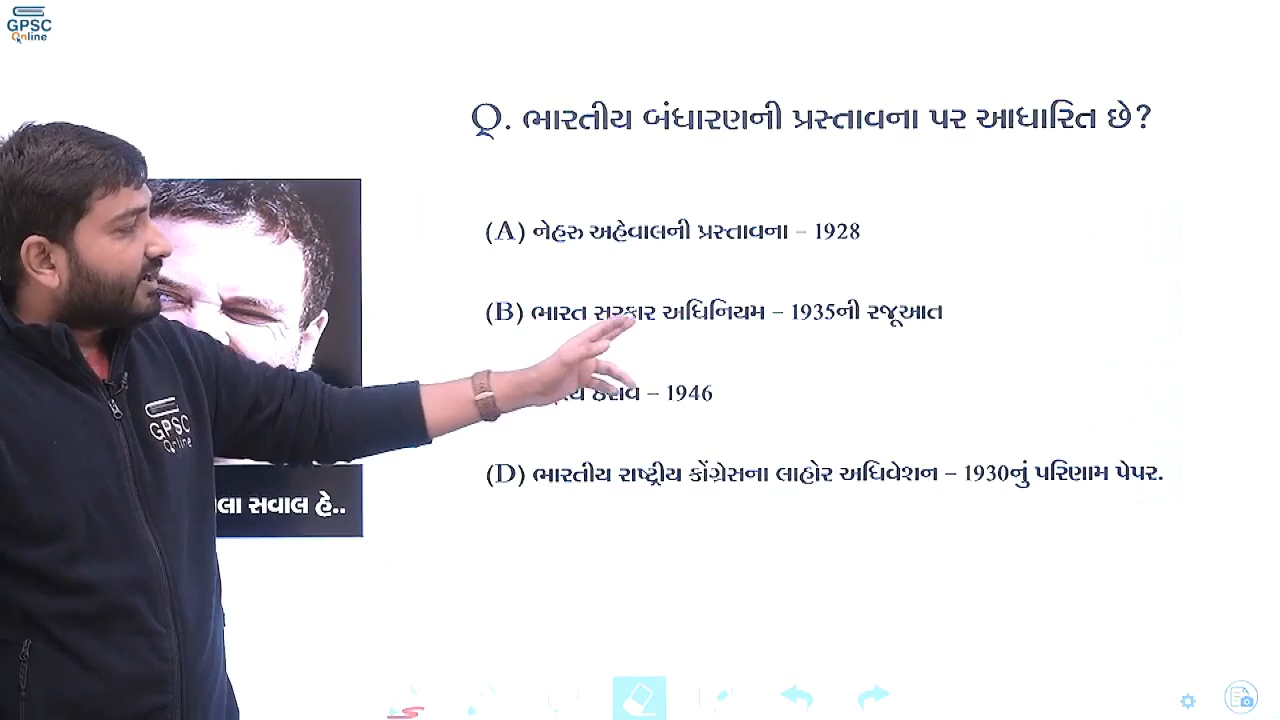 GPSC
Online
Q. ભારતીય બંધારણની પ્રસ્તાવના પર આધારિત છે?
(A) નેહરુ અહેવાલની પ્રસ્તાવના – 1928
(B) ભારત સરકાર અધિનિયમ – 1935ની રજૂઆત
ઠરાવ – 1946
(D) ભારતીય રાષ્ટ્રીય કોંગ્રેસના લાહોર અધિવેશન – 1930નું પરિણામ પેપર.
સવાલ હે..
GPSC
Online